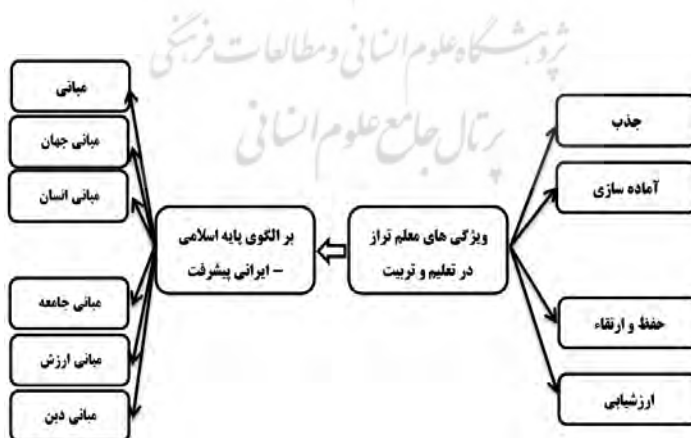 پژوهشگاه علوم انسانی و مطالعات فرهنگی
پرتال جامع علوم انسانی
جذب
آماده سازی
حفظ و ارتقاء
ارزشیابی
ویژگی های معلم تراز
در تعلیم و تربیت
بر الگوی پایه اسلامی
– ایرانی پیشرفت
مبانی
مبانی جهان
مبانی انسان
مبانی جامعه
مبانی ارزش
مبانی دین